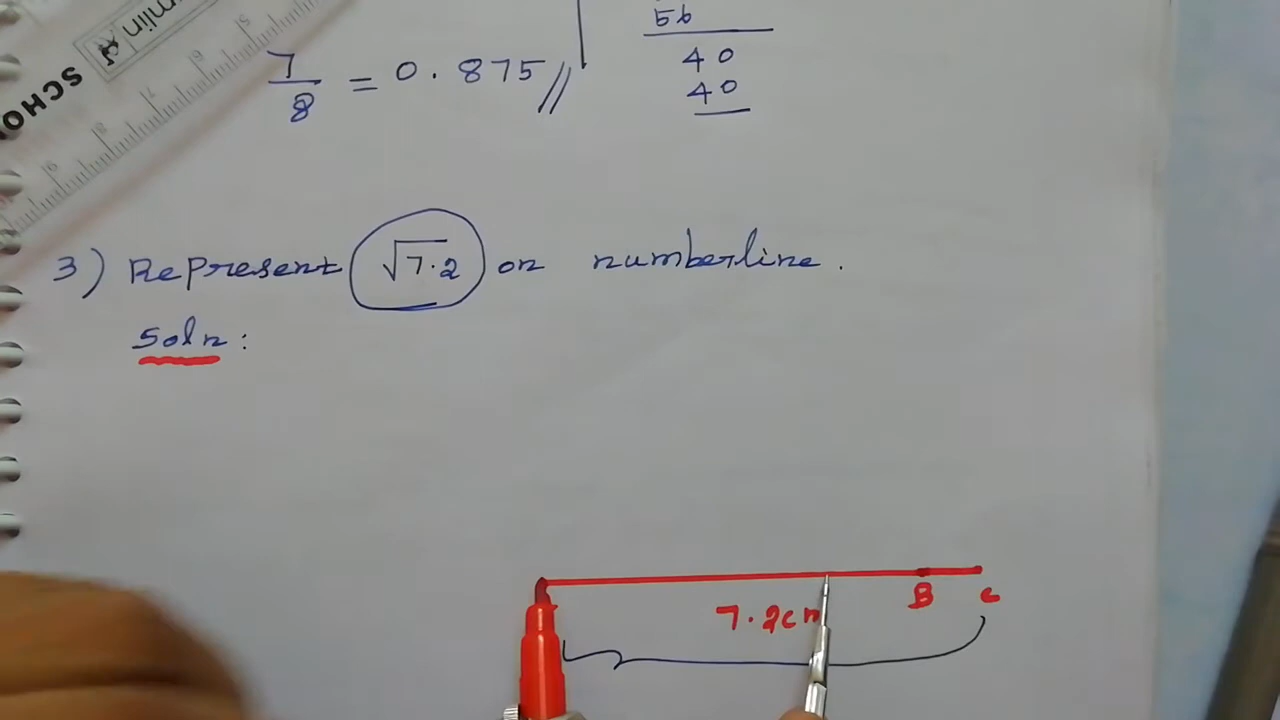 56
7/8 = 0.875//
40
40
3) Represent √7.2 on numberline.
Soln:
B C
7.2cm